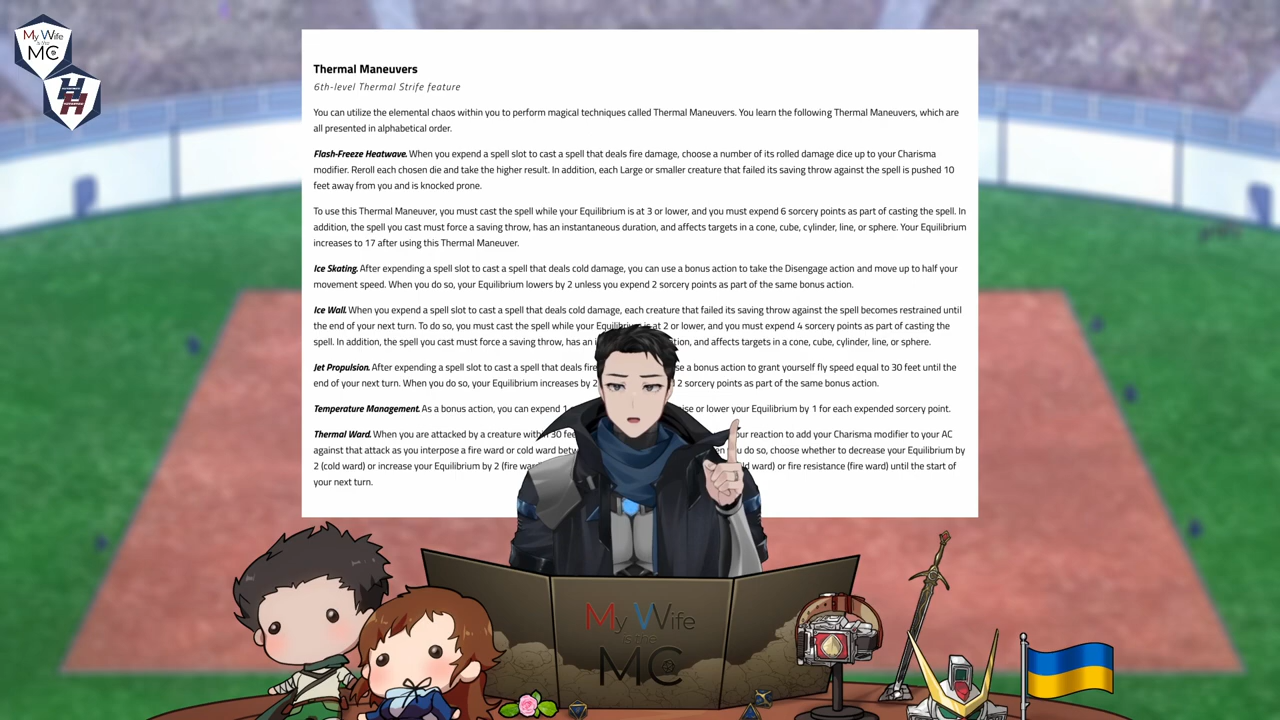 My Wife
is the
MC
HH
Thermal Maneuvers
6th-level Thermal Strife feature
You can utilize the elemental chaos within you to perform magical techniques called Thermal Maneuvers. You learn the following Thermal Maneuvers, which are
all presented in alphabetical order.
Flash-Freeze Heatwave. When you expend a spell slot to cast a spell that deals fire damage, choose a number of its rolled damage dice up to your Charisma
modifier. Reroll each chosen die and take the higher result. In addition, each Large or smaller creature that failed its saving throw against the spell is pushed 10
feet away from you and is knocked prone.
To use this Thermal Maneuver, you must cast the spell while your Equilibrium is at 3 or lower, and you must expend 6 sorcery points as part of casting the spell. In
addition, the spell you cast must force a saving throw, has an instantaneous duration, and affects targets in a cone, cube, cylinder, line, or sphere. Your Equilibrium
increases to 17 after using this Thermal Maneuver.
Ice Skating. After expending a spell slot to cast a spell that deals cold damage, you can use a bonus action to take the Disengage action and move up to half your
movement speed. When you do so, your Equilibrium lowers by 2 unless you expend 2 sorcery points as part of the same bonus action.
Ice Wall. When you expend a spell slot to cast a spell that deals cold damage, each creature that failed its saving throw against the spell becomes restrained until
the end of your next turn. To do so, you must cast the spell while your Equilibrium is at 2 or lower, and you must expend 4 sorcery points as part of casting the
spell. In addition, the spell you cast must force a saving throw, has an and affects targets in a cone, cube, cylinder, line, or sphere.
Jet Propulsion. After expending a spell slot to cast a spell that deals fire a bonus action to grant yourself fly speed equal to 30 feet until the
end of your next turn. When you do so, your Equilibrium increases by 2 2 sorcery points as part of the same bonus action.
Temperature Management. As a bonus action, you can expend 1 or lower your Equilibrium by 1 for each expended sorcery point.
Thermal Ward. When you are attacked by a creature within 30 reaction to add your Charisma modifier to your AC
against that attack as you interpose a fire ward or cold ward you do so, choose whether to decrease your Equilibrium by
2 (cold ward) or increase your Equilibrium by 2 (fire ward) or fire resistance (fire ward) until the start of
your next turn.
My Wife
is the
MC